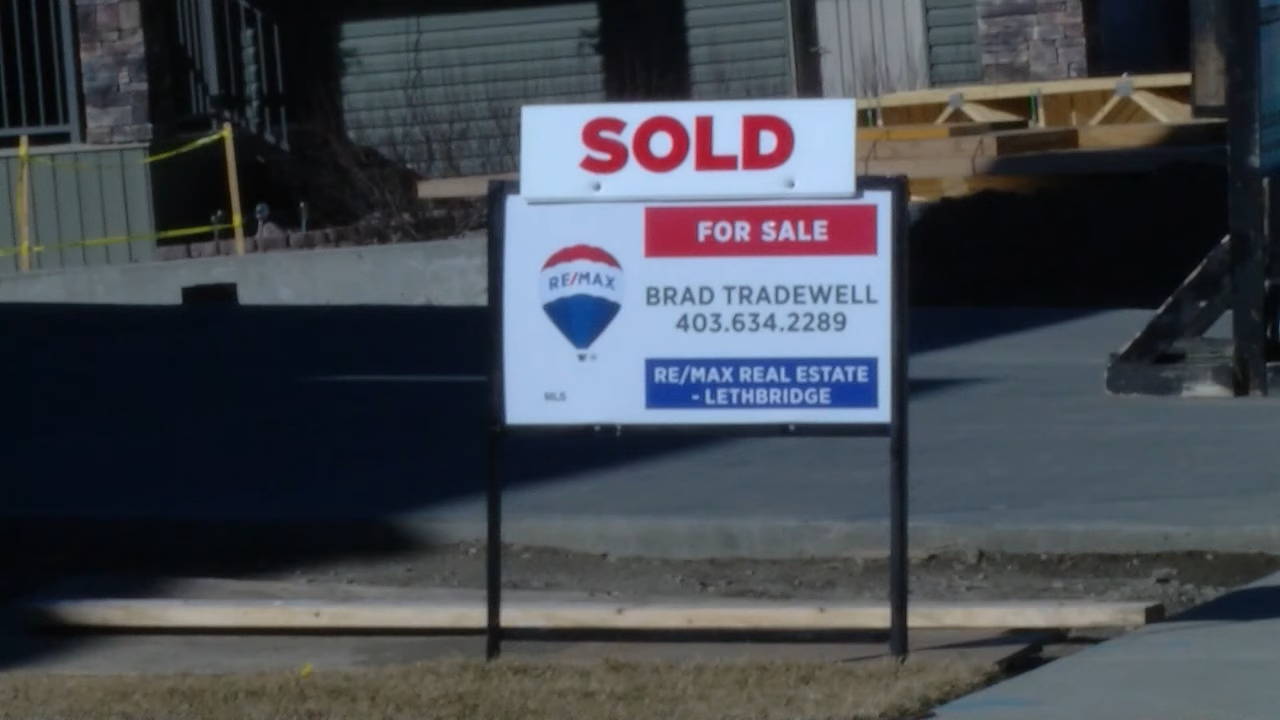 SOLD
FOR SALE
RE/MAX
BRAD TRADEWELL
403.634.2289
RE/MAX REAL ESTATE
- LETHBRIDGE
MLS